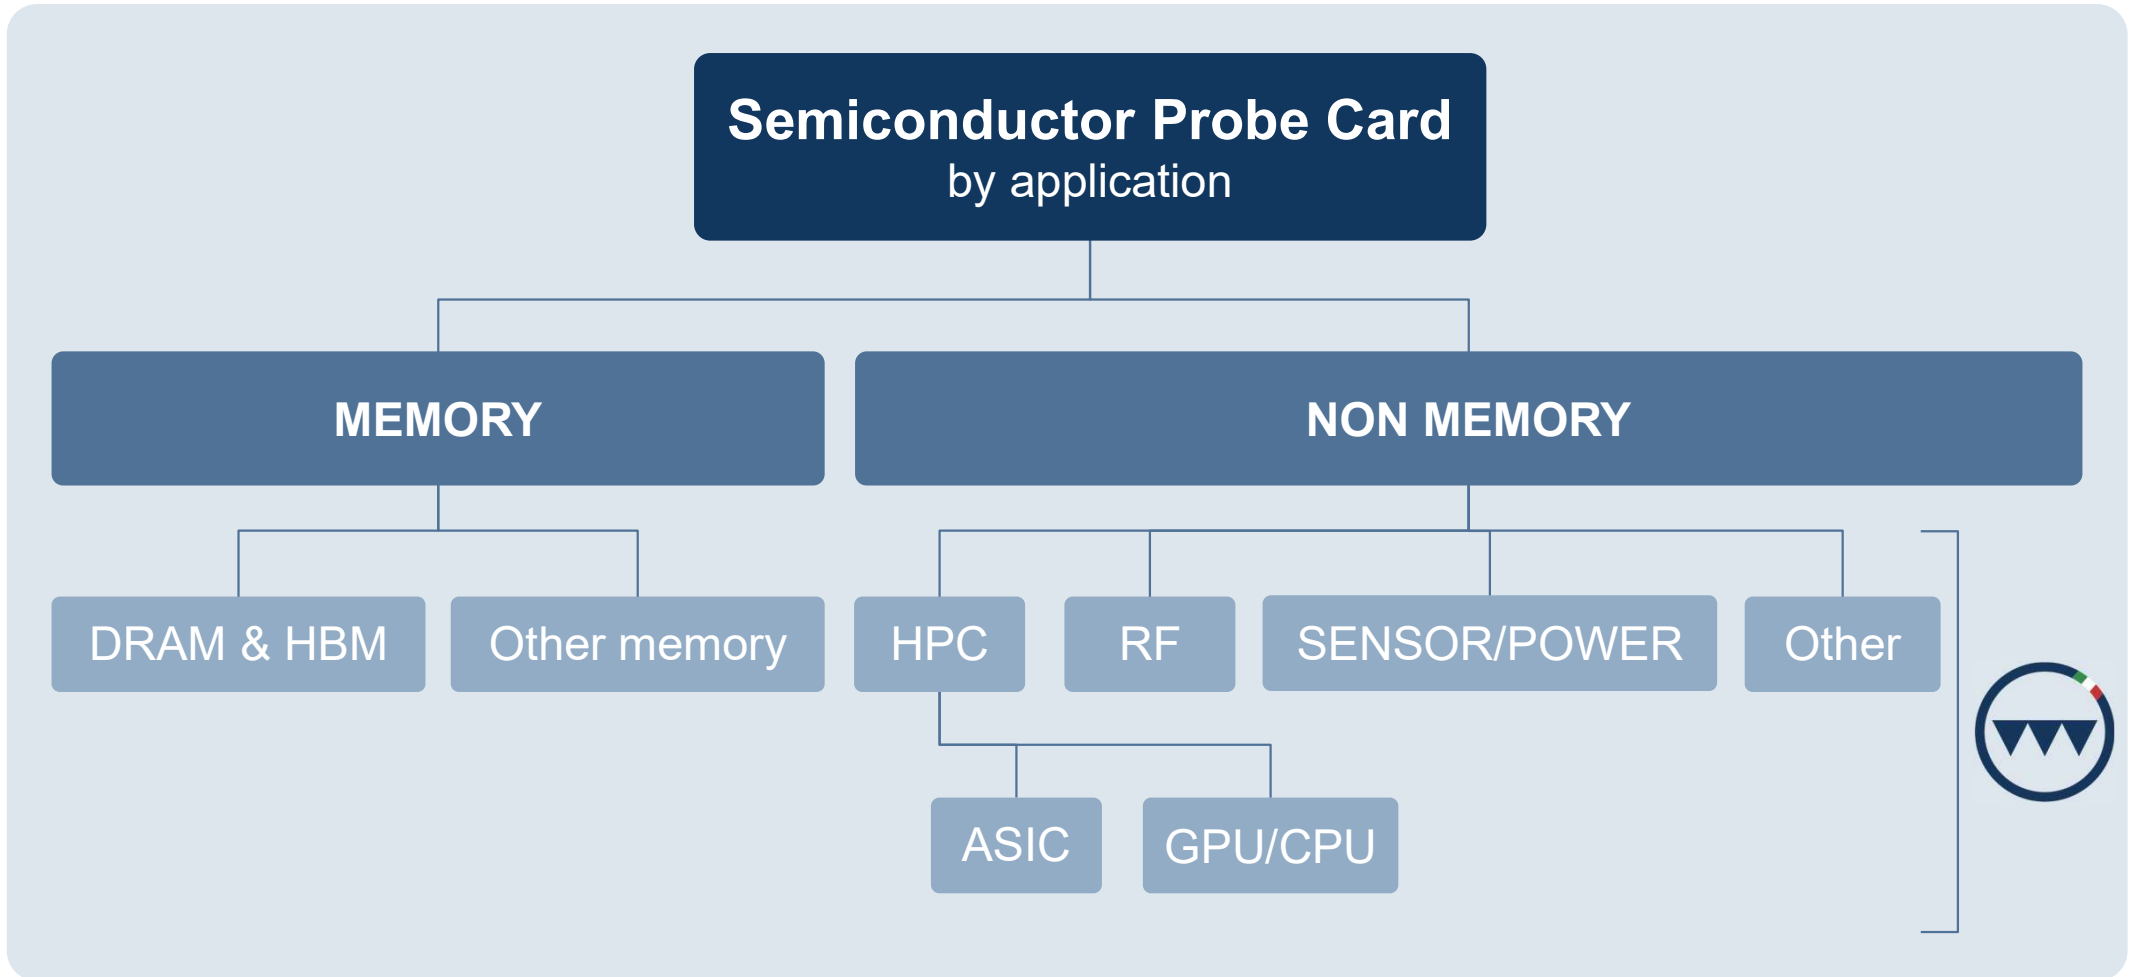 Semiconductor Probe Card
by application
MEMORY
NON MEMORY
DRAM & HBM
Other memory
HPC
RF
SENSOR/POWER
Other
ASIC
GPU/CPU